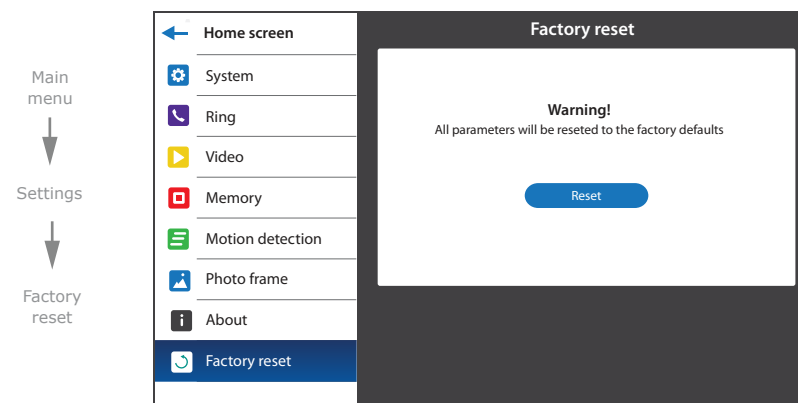 Main
menu
Settings
Factory
reset
Home screen
System
Ring
Video
Memory
Motion detection
Photo frame
About
Factory reset
Factory reset
Warning!
All parameters will be reseted to the factory defaults
Reset